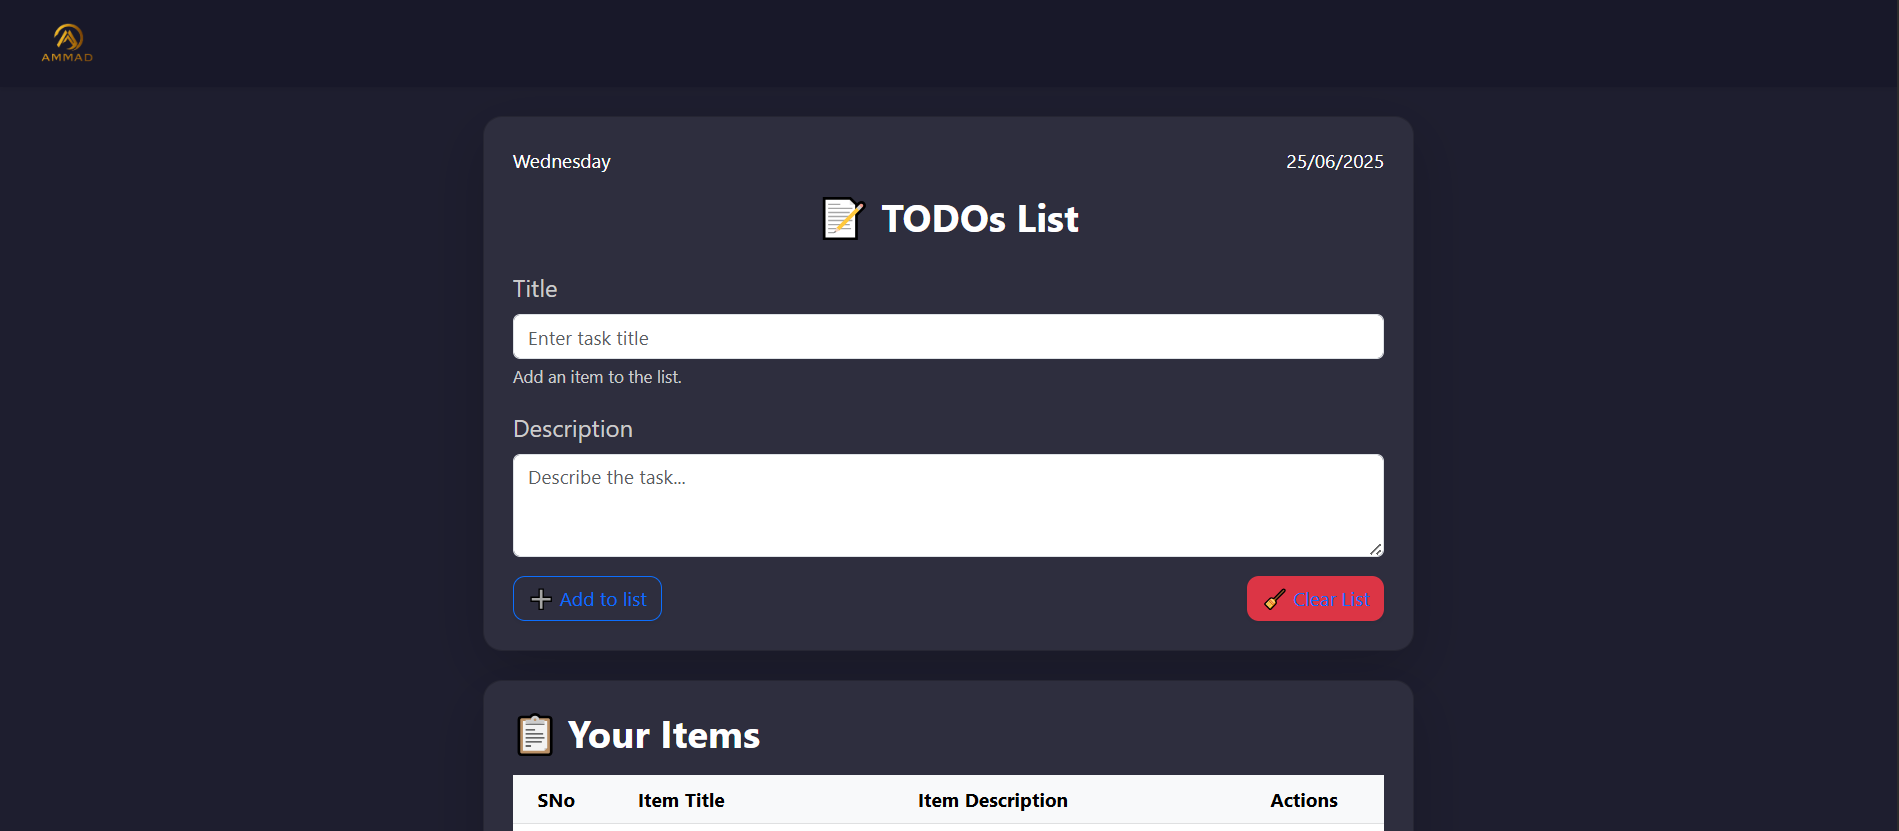 AMMAD
Wednesday
25/06/2025
TODOs List
Title
Enter task title
Add an item to the list.
Description
Describe the task...
Add to list
Clear List
Your Items
SNo Item Title Item Description Actions